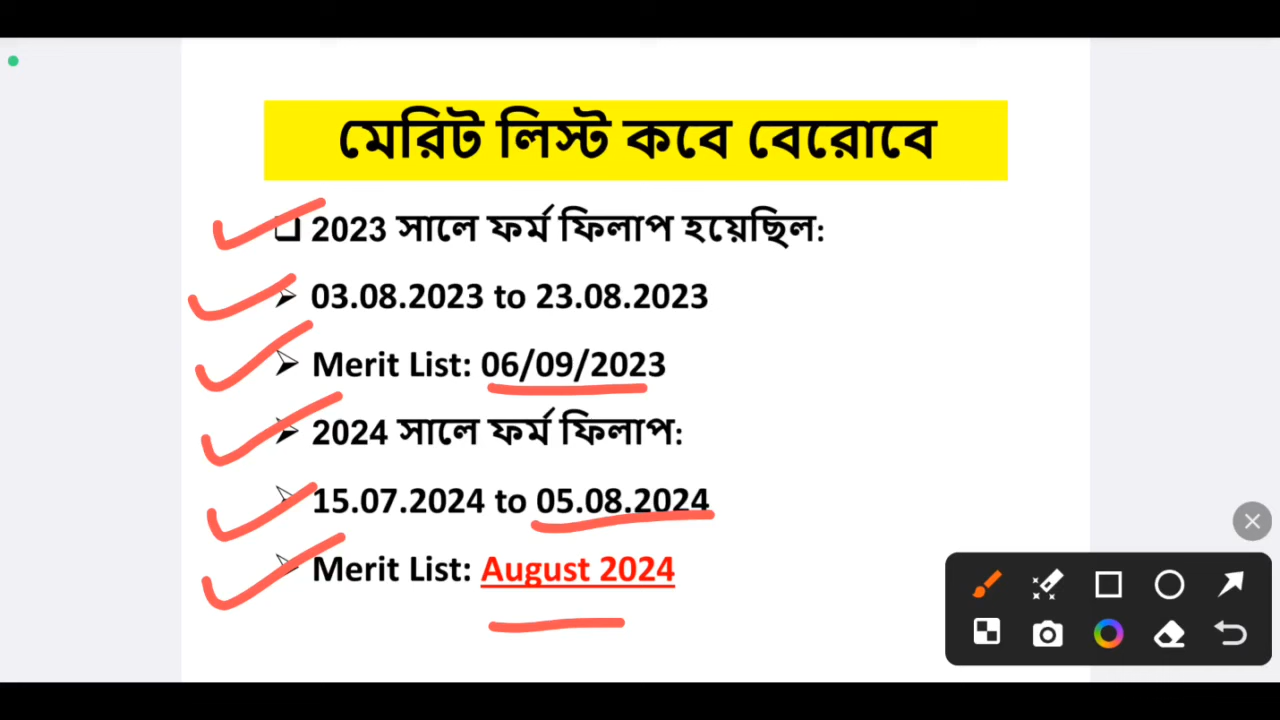 মেরিট লিস্ট কবে বেরোবে
2023 সালে ফর্ম ফিলাপ হয়েছিল:
03.08.2023 to 23.08.2023
Merit List: 06/09/2023
2024 সালে ফর্ম ফিলাপ:
15.07.2024 to 05.08.2024
Merit List: August 2024